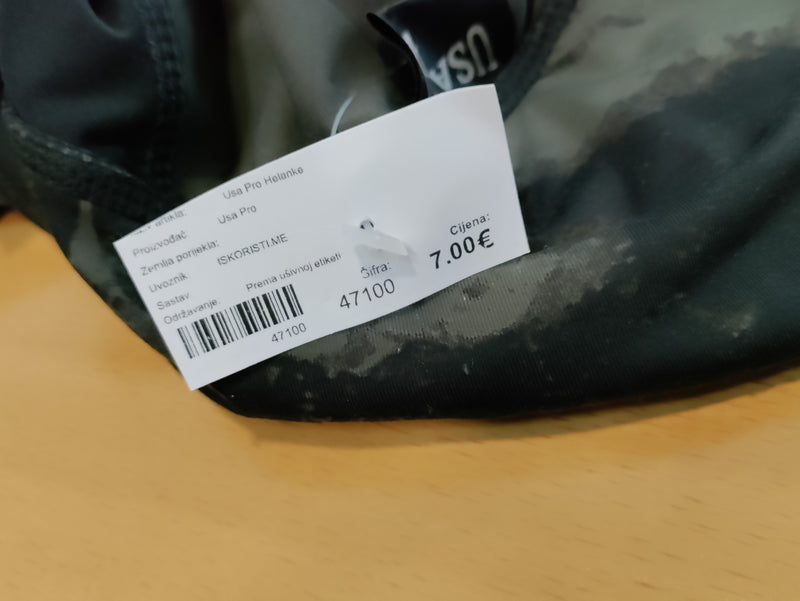 USA
artikla: Usa Pro Helanke
Proizvođač: Usa Pro
Zemlja porijekla:
Uvoznik ISKORISTI.ME
Sastav
Održavanje: Prema ušivnoj etiketi
47100
Šifra:
47100
Cijena:
7.00€